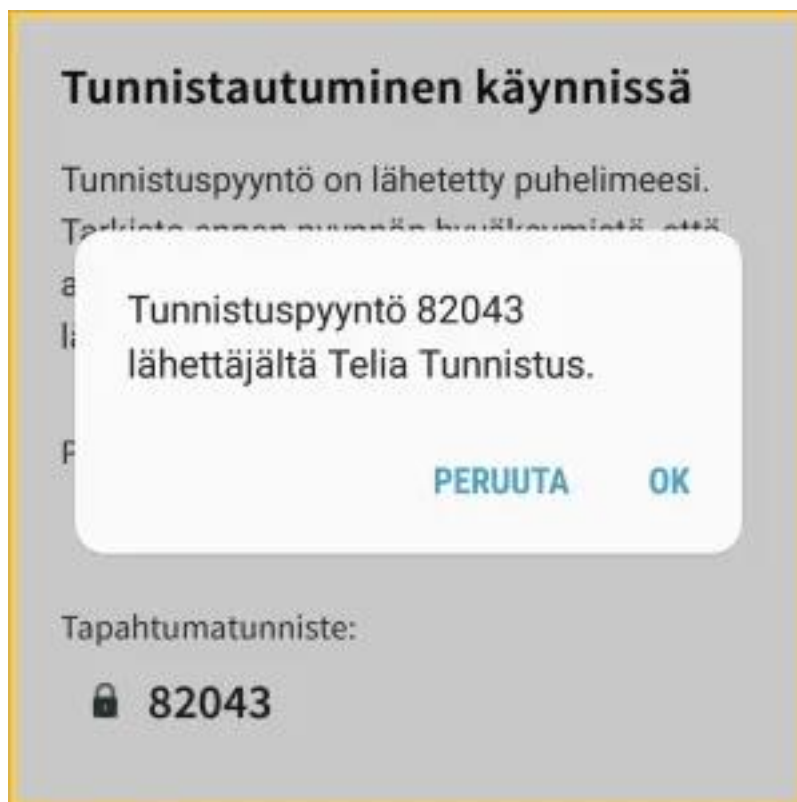 Tunnistautuminen käynnissä
Tunnistuspyyntö on lähetetty puhelimeesi.
Tunnistuspyyntö 82043
lähettäjältä Telia Tunnistus.
PERUUTA OK
Tapahtumatunniste:
82043